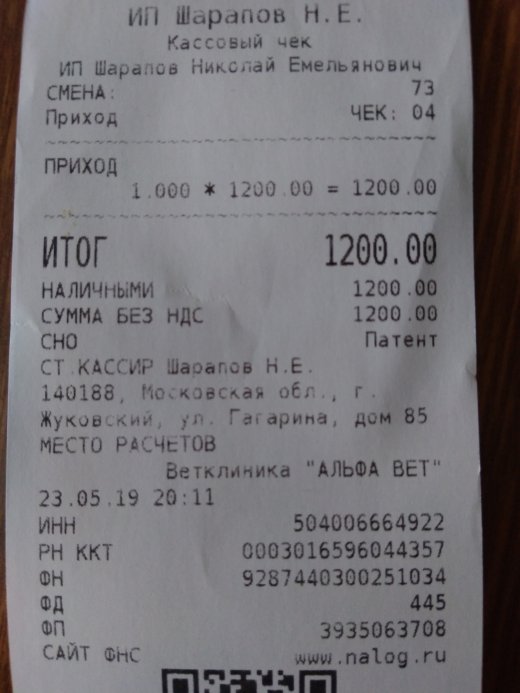 ИП Шарапов Н.Е.
Кассовый чек
ИП Шарапов Николай Емельянович
СМЕНА: 73
Приход ЧЕК: 04
ПРИХОД
1.000 * 1200.00 = 1200.00
ИТОГ 1200.00
НАЛИЧНЫМИ 1200.00
СУММА БЕЗ НДС 1200.00
СНО Патент
СТ.КАССИР Шарапов Н.Е.
140188, Московская обл., г.
Жуковский, ул. Гагарина, дом 85
МЕСТО РАСЧЕТОВ
Ветклиника "АЛЬФА ВЕТ"
23.05.19 20:11
ИНН 504006664922
РН ККТ 0003016596044357
ФН 9287440300251034
ФД 445
ФП 3935063708
САЙТ ФНС www.nalog.ru